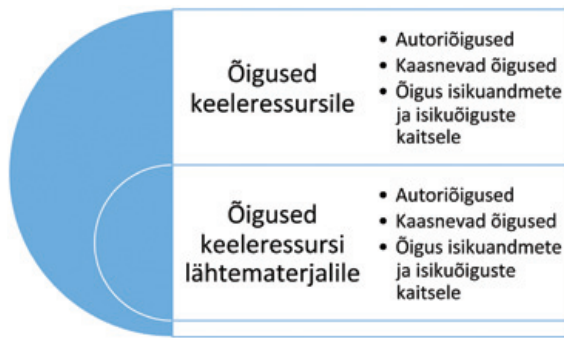 Õigused
keeleressursile
• Autoriõigused
• Kaasnevad õigused
• Õigus isikuandmete
ja isikuõiguste
kaitsele
Õigused
keeleressursi
lähtematerjalile
• Autoriõigused
• Kaasnevad õigused
• Õigus isikuandmete
ja isikuõiguste
kaitsele